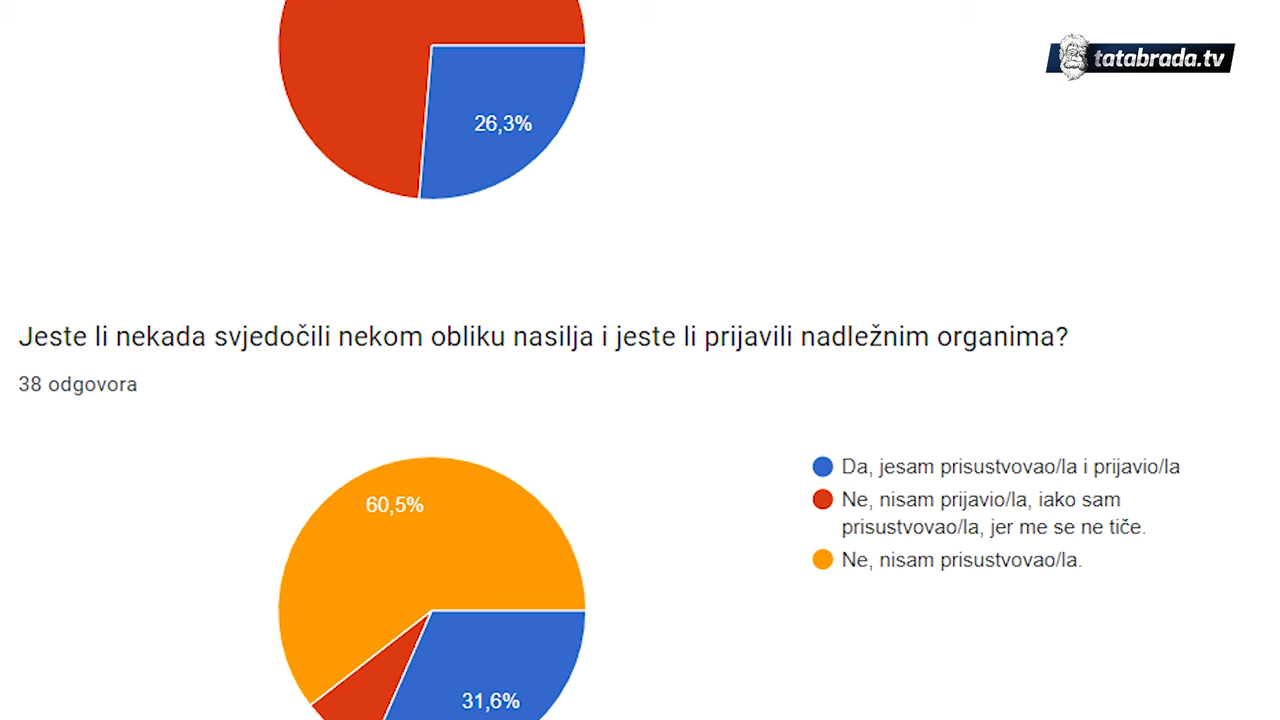 tatabrada.tv
26,3%
Jeste li nekada svjedočili nekom obliku nasilja i jeste li prijavili nadležnim organima?
38 odgovora
60,5%
31,6%
Da, jesam prisustvovao/la i prijavio/la
Ne, nisam prijavio/la, iako sam
prisustvovao/la, jer me se ne tiče.
Ne, nisam prisustvovao/la.